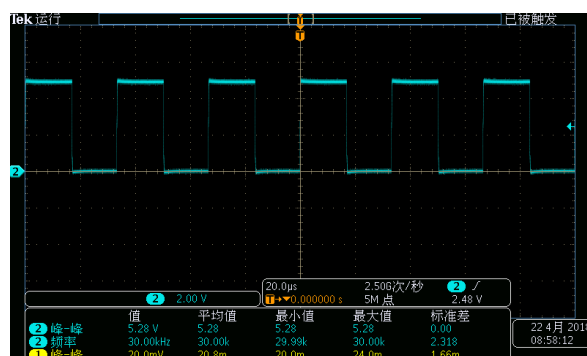 Tek 运行 已被触发
T
2
2 2.00 V
20.0μs 2.50G次/秒 2
T→▼0.000000 s 5M 点 2.48 V
值 平均值 最小值 最大值 标准差
2 峰-峰 5.28 V 5.28 5.28 5.28 0.00
2 频率 30.00kHz 30.00k 29.99k 30.00k 2.318
1 峰-峰 20.0mV 20.8m 20.0m 24.0m 1.66m
22 4月 2018
08:58:12